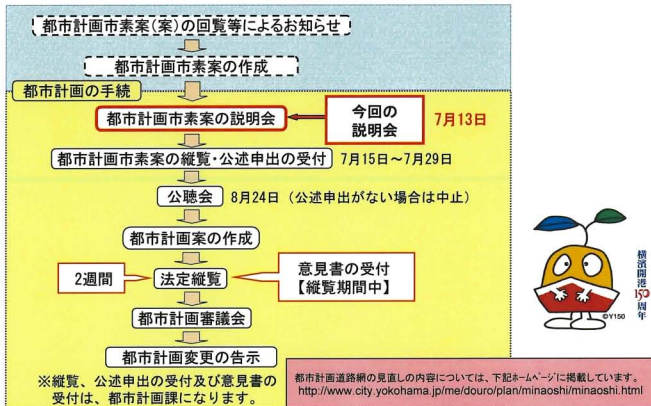 都市計画市素案(案)の回覧等によるお知らせ
都市計画市素案の作成
都市計画の手続
都市計画市素案の説明会
今回の
説明会
7月13日
都市計画市素案の縦覧・公述申出の受付 7月15日～7月29日
公聴会 8月24日 (公述申出がない場合は中止)
都市計画案の作成
2週間
法定縦覧
意見書の受付
【縦覧期間中】
都市計画審議会
都市計画変更の告示
※縦覧、公述申出の受付及び意見書の
受付は、都市計画課になります。
都市計画道路網の見直しの内容については、下記ホームページに掲載しています。
http://www.city.yokohama.jp/me/douro/plan/minaoshi/minaoshi.html
横濱開港150周年
©Y150